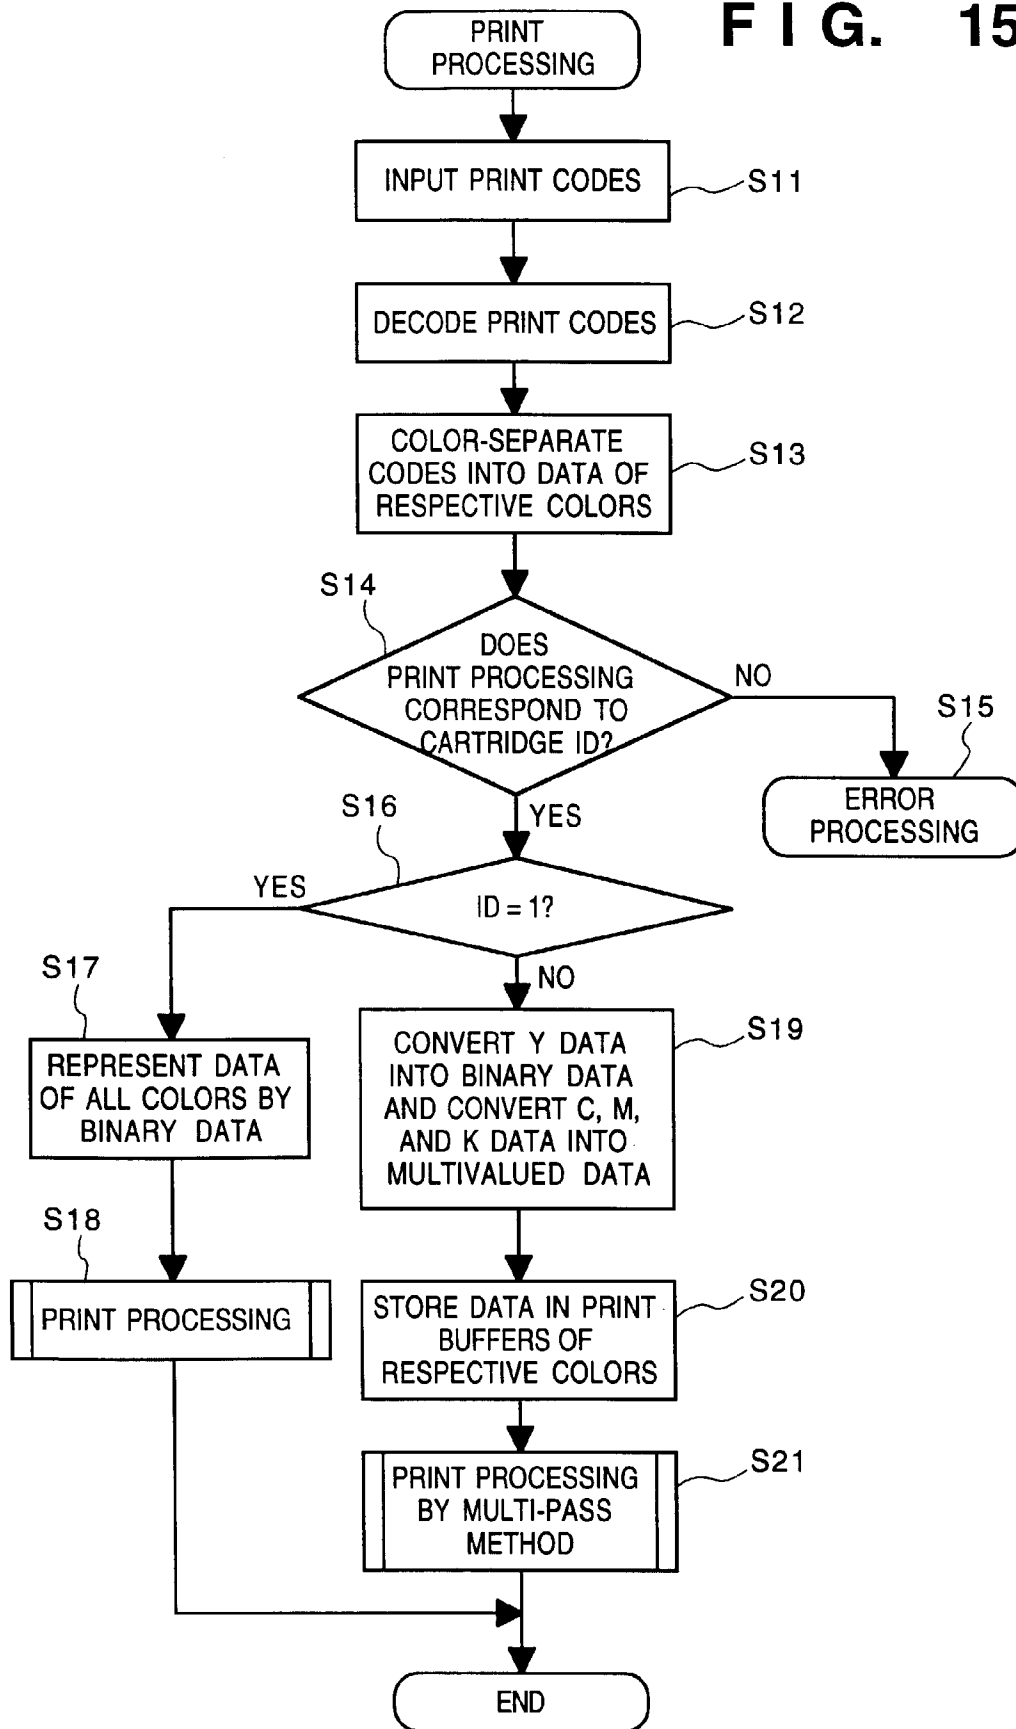 FIG. 15
PRINT
PROCESSING
INPUT PRINT CODES
S11
DECODE PRINT CODES
S12
COLOR-SEPARATE
CODES INTO DATA OF
RESPECTIVE COLORS
S13
S14
DOES
PRINT PROCESSING
CORRESPOND TO
CARTRIDGE ID?
NO
S15
ERROR
PROCESSING
YES
S16
ID = 1?
YES
NO
S17
REPRESENT DATA
OF ALL COLORS BY
BINARY DATA
S19
CONVERT Y DATA
INTO BINARY DATA
AND CONVERT C, M,
AND K DATA INTO
MULTIVALUED DATA
S18
PRINT PROCESSING
S20
STORE DATA IN PRINT
BUFFERS OF
RESPECTIVE COLORS
S21
PRINT PROCESSING
BY MULTI-PASS
METHOD
END